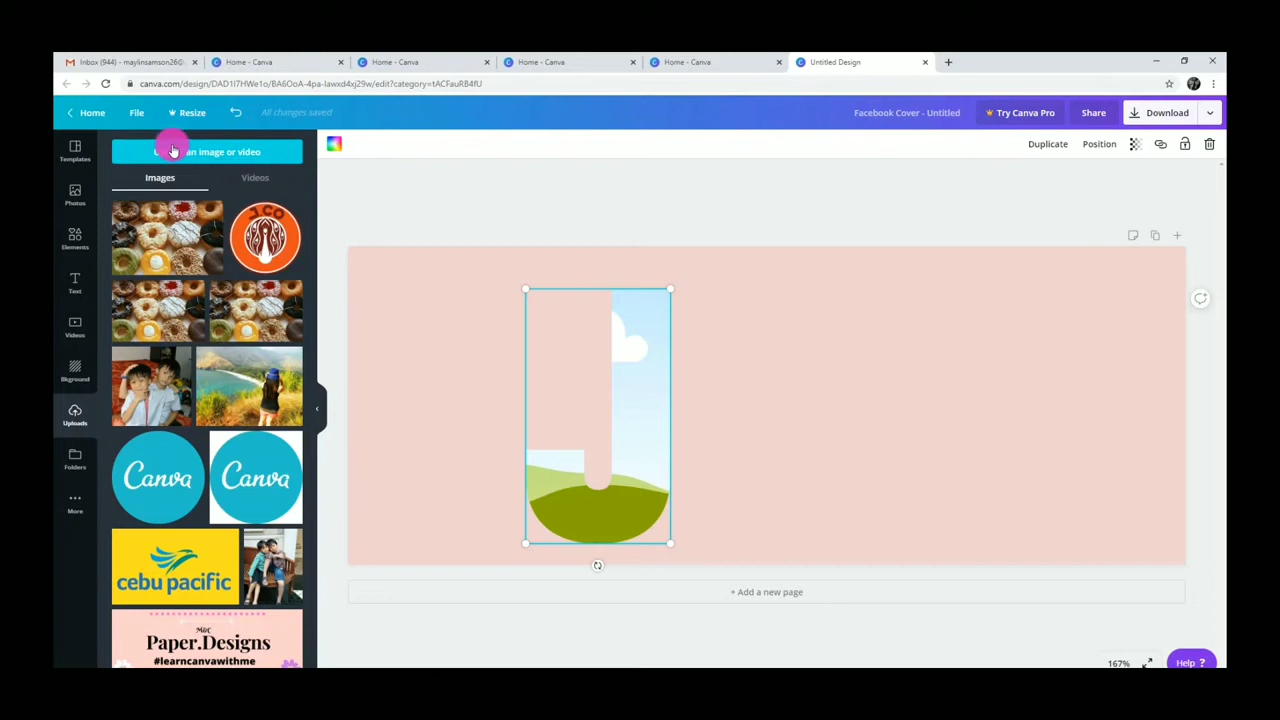 Inbox (944) - maylinsamson26@
Home - Canva
Home - Canva
Home - Canva
Home - Canva
Untitled Design
canva.com/design/DAD1I7HWe1o/BA6OoA-4pa-lawxd4xj29w/edit?category=tACFauRB4fU
Home
File
Resize
All changes saved
Facebook Cover - Untitled
Try Canva Pro
Share
Download
an image or video
Images
Videos
Duplicate
Position
Templates
Photos
Elements
Text
Videos
Bkground
Uploads
Folders
More
J.CO
Canva
Canva
cebu pacific
M&C
Paper.Designs
#learncanvawithme
+ Add a new page
167%
Help ?